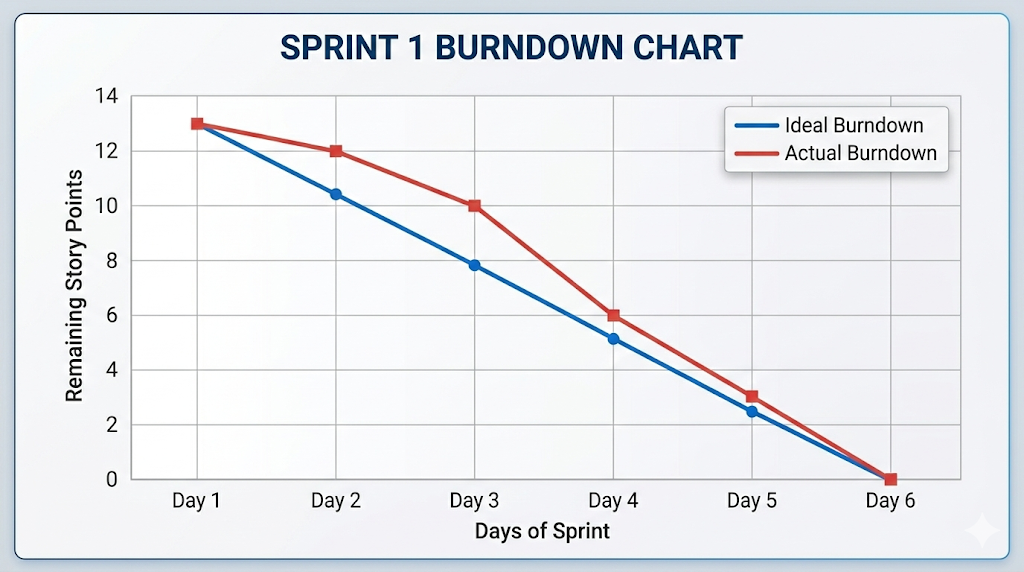 SPRINT 1 BURNDOWN CHART
Ideal Burndown
Actual Burndown
Remaining Story Points
14
12
10
8
6
4
2
0
Day 1 Day 2 Day 3 Day 4 Day 5 Day 6
Days of Sprint